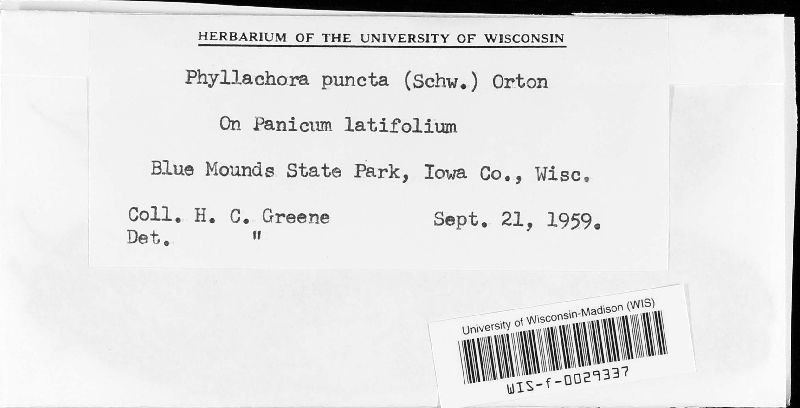 HERBARIUM OF THE UNIVERSITY OF WISCONSIN
Phyllachora puncta (Schw.) Orton
On Panicum latifolium
Blue Mounds State Park, Iowa Co., Wisc.
Coll. H. C. Greene Sept. 21, 1959.
Det. "
University of Wisconsin-Madison (WIS)
WIS-f-0029337